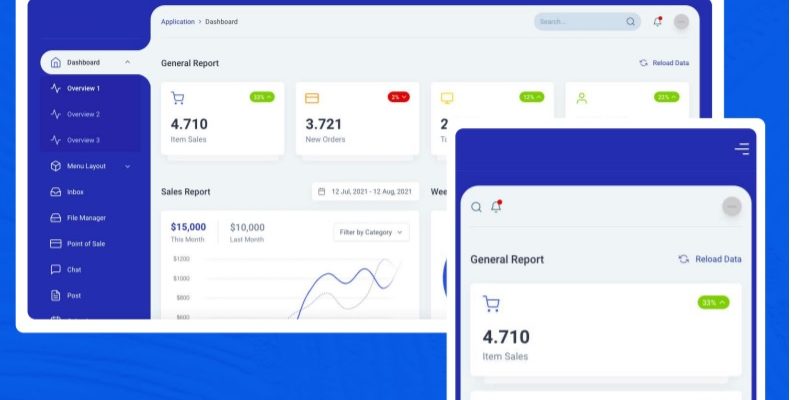 Application > Dashboard
Search...
Dashboard
Overview 1
Overview 2
Overview 3
Menu Layout
Inbox
File Manager
Point of Sale
Chat
Post
General Report
Reload Data
33%
4.710
Item Sales
2%
3.721
New Orders
12%
2
22%
Sales Report
12 Jul, 2021 - 12 Aug, 2021
$15,000
This Month
$10,000
Last Month
Filter by Category
$1200
$1000
$800
$600
General Report
Reload Data
33%
4.710
Item Sales